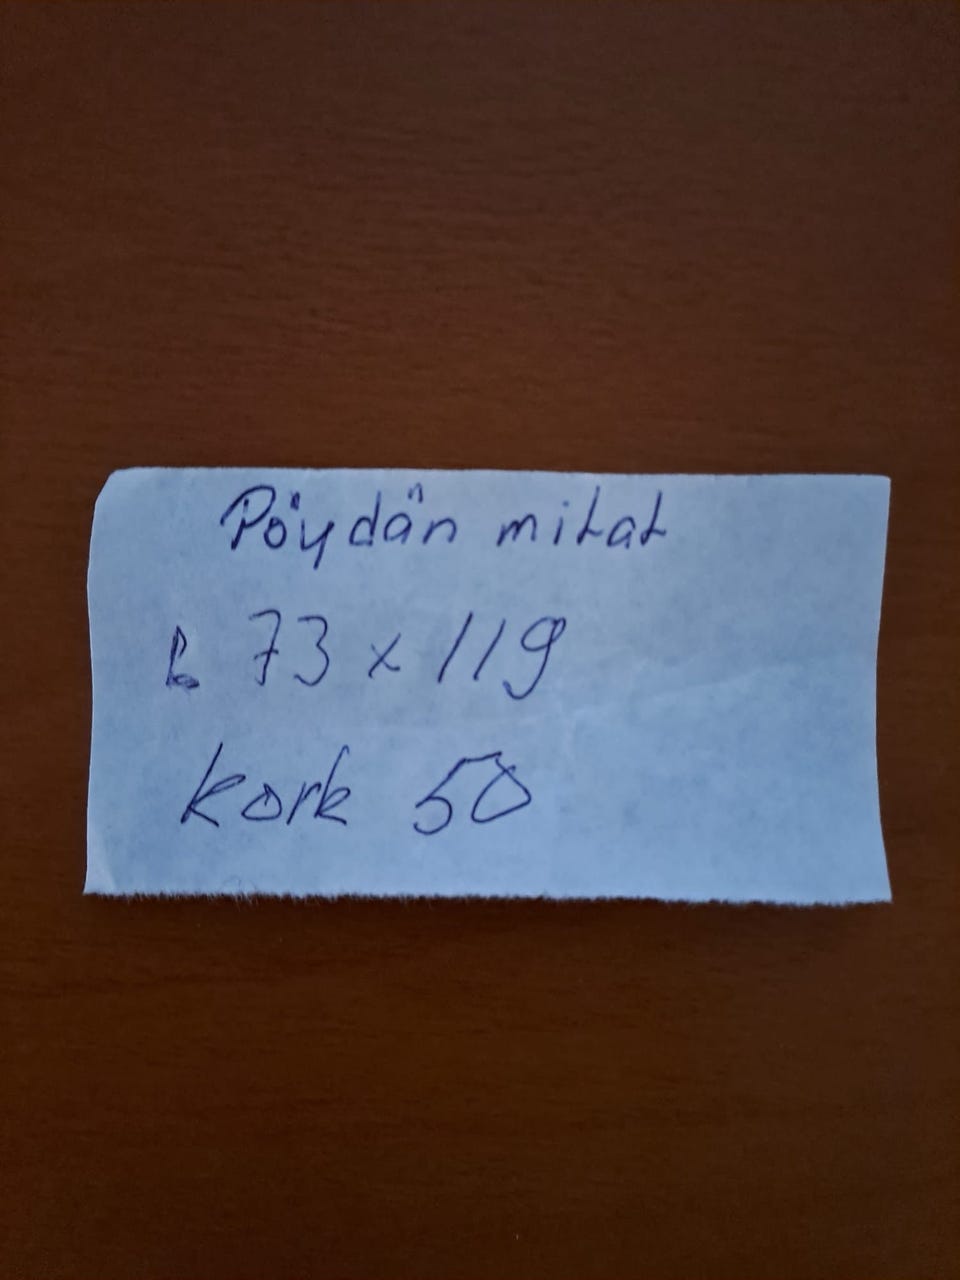 Pöydän mitat
73 x 119
kork 50